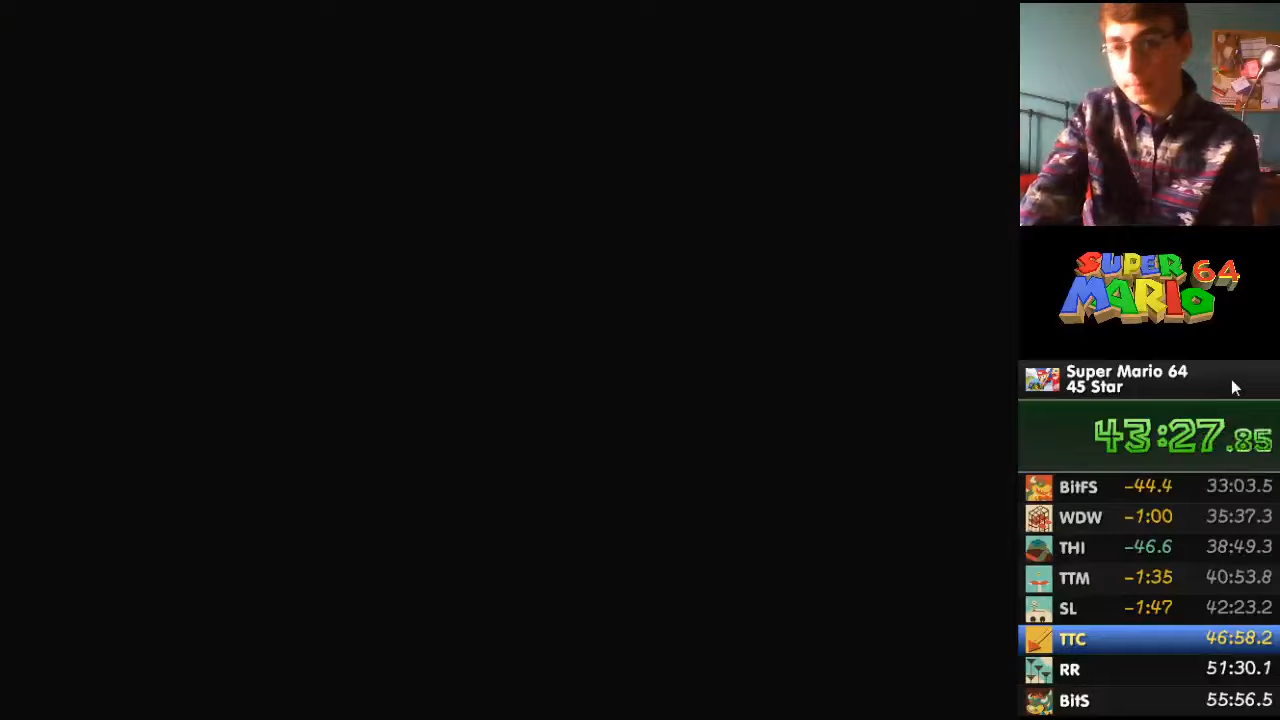 SUPER
MARIO 64
Super Mario 64
45 Star
43:27.85
BitFS -44.4 33:03.5
WDW -1:00 35:37.3
THI -46.6 38:49.3
TTM -1:35 40:53.8
SL -1:47 42:23.2
TTC 46:58.2
RR 51:30.1
BitS 55:56.5